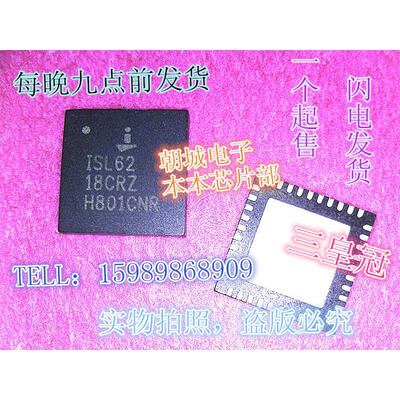 每晚九点前发货
一个起售
闪电发货
i
ISL62
18CRZ
H801CNR
朝城电子
本本芯片部
三皇冠
TELL: 15989868909
实物拍照，盗版必究